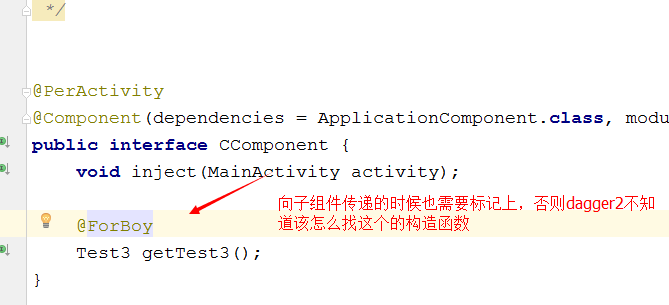 */
@PerActivity
@Component(dependencies = ApplicationComponent.class, modu
public interface CComponent {
void inject(MainActivity activity);
向子组件传递的时候也需要标记上，否则dagger2不知
道该怎么找这个的构造函数
@ForBoy
Test3 getTest3();
}